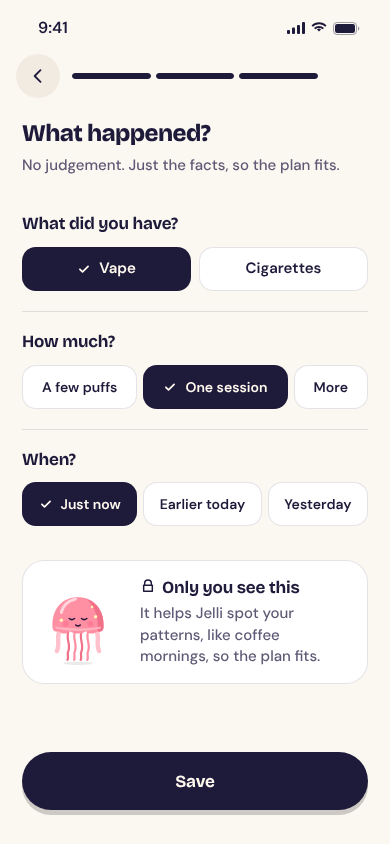 9:41
What happened?
No judgement. Just the facts, so the plan fits.
What did you have?
Vape
Cigarettes
How much?
A few puffs
One session
More
When?
Just now
Earlier today
Yesterday
Only you see this
It helps Jelli spot your
patterns, like coffee
mornings, so the plan fits.
Save